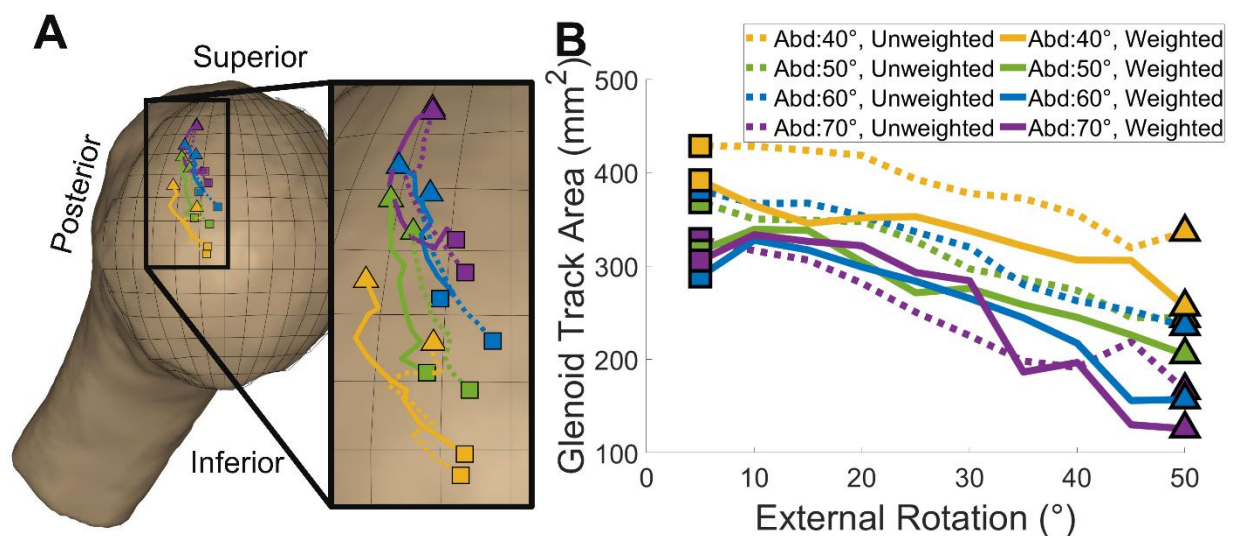 A
Superior
Posterior
Inferior
B
Abd:40°, Unweighted Abd:40°, Weighted
Abd:50°, Unweighted Abd:50°, Weighted
Abd:60°, Unweighted Abd:60°, Weighted
Abd:70°, Unweighted Abd:70°, Weighted
Glenoid Track Area (mm²)
500
400
300
200
100
0 10 20 30 40 50
External Rotation (°)